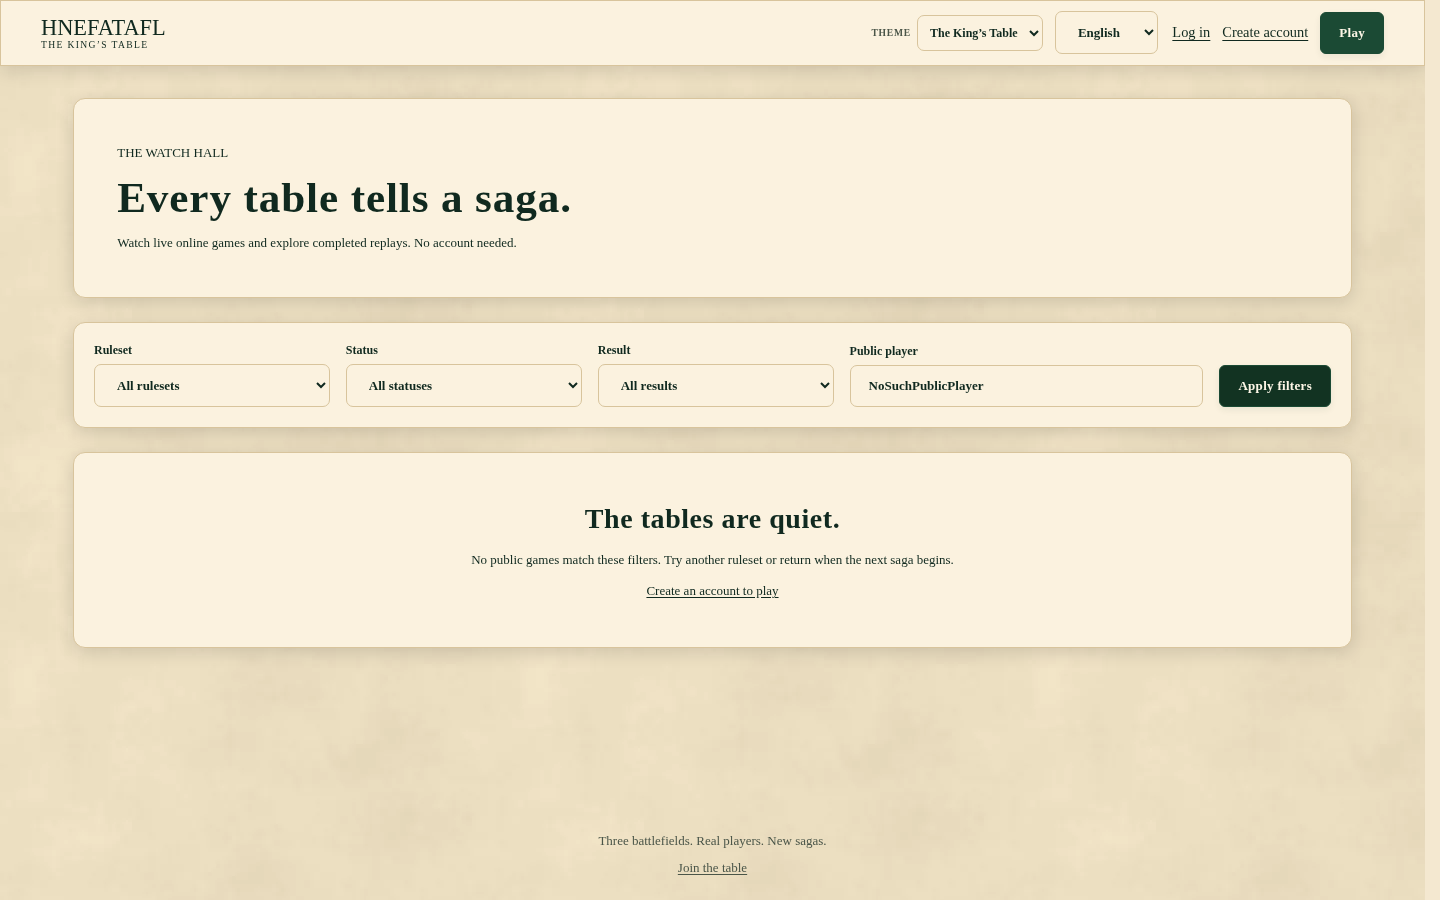 HNEFATAFL
THE KING'S TABLE
THEME
The King's Table
English
Log in
Create account
Play
THE WATCH HALL
Every table tells a saga.
Watch live online games and explore completed replays. No account needed.
Ruleset
Status
Result
Public player
All rulesets
All statuses
All results
NoSuchPublicPlayer
Apply filters
The tables are quiet.
No public games match these filters. Try another ruleset or return when the next saga begins.
Create an account to play
Three battlefields. Real players. New sagas.
Join the table